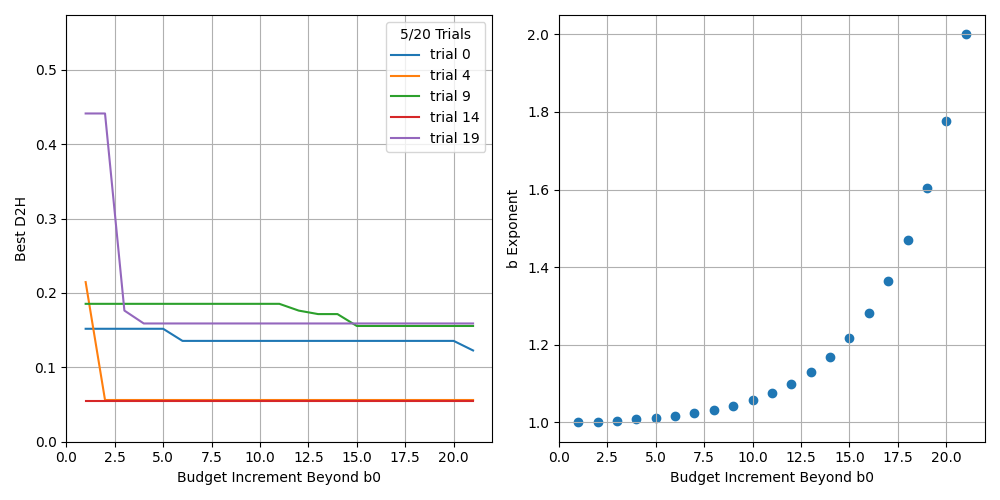 5/20 Trials
trial 0
trial 4
trial 9
trial 14
trial 19
Best D2H
0.5
0.4
0.3
0.2
0.1
0.0
0.0 2.5 5.0 7.5 10.0 12.5 15.0 17.5 20.0
Budget Increment Beyond b0
b Exponent
2.0
1.8
1.6
1.4
1.2
1.0
0.0 2.5 5.0 7.5 10.0 12.5 15.0 17.5 20.0
Budget Increment Beyond b0